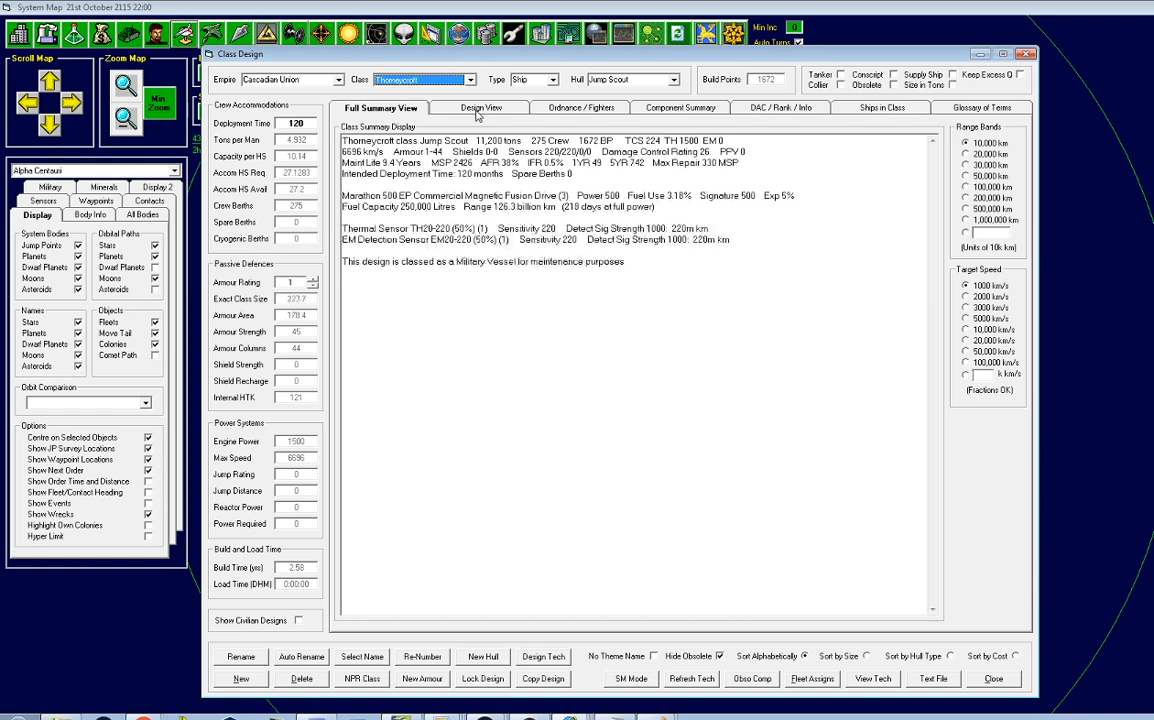 System Map   21st October 2115 22:00
Min Inc 0
Auto Turns
Scroll Map
Zoom Map
Min Zoom
Alpha Centauri
Military Minerals Display 2
Sensors Waypoints Contacts
Display Body Info All Bodies
System Bodies Orbital Paths
Jump Points Stars
Planets Planets
Dwarf Planets Dwarf Planets
Moons Moons
Asteroids Asteroids
Names Objects
Stars Fleets
Planets Move Tail
Dwarf Planets Colonies
Moons Comet Path
Asteroids
Orbit Comparison
Options
Centre on Selected Objects
Show JP Survey Locations
Show Waypoint Locations
Show Next Order
Show Order Time and Distance
Show Fleet/Contact Heading
Show Events
Show Wrecks
Highlight Own Colonies
Hyper Limit
Class Design
Empire Cascadian Union Class Thorneycroft Type Ship Hull Jump Scout Build Points 1672
Tanker Conscript Supply Ship Keep Excess Q
Collier Obsolete Size in Tons
Crew Accommodations
Deployment Time 120
Tons per Man 4.932
Capacity per HS 10.14
Accom HS Req 27.1283
Accom HS Avail 27.2
Crew Berths 275
Spare Berths 0
Cryogenic Berths 0
Passive Defences
Armour Rating 1
Exact Class Size 223.7
Armour Area 178.4
Armour Strength 45
Armour Columns 44
Shield Strength 0
Shield Recharge 0
Internal HTK 121
Power Systems
Engine Power 1500
Max Speed 6696
Jump Rating 0
Jump Distance 0
Reactor Power 0
Power Required 0
Build and Load Time
Build Time (yrs) 2.58
Load Time (DHM) 0:00:00
Show Civilian Designs
Full Summary View Design View Ordnance / Fighters Component Summary DAC / Rank / Info Ships in Class Glossary of Terms
Class Summary Display
Thorneycroft class Jump Scout    11,200 tons     275 Crew     1672 BP      TCS 224  TH 1500  EM 0
6696 km/s     Armour 1-44     Shields 0-0     Sensors 220/220/0/0     Damage Control Rating 26     PPV 0
Maint Life 9.4 Years     MSP 2426    AFR 38%    IFR 0.5%    1YR 49    5YR 742    Max Repair 330 MSP
Intended Deployment Time: 120 months    Spare Berths 0
Marathon 500 EP Commercial Magnetic Fusion Drive (3)    Power 500    Fuel Use 3.18%    Signature 500    Exp 5%
Fuel Capacity 250,000 Litres    Range 126.3 billion km   (218 days at full power)
Thermal Sensor TH20-220 (50%) (1)     Sensitivity 220     Detect Sig Strength 1000:  220m km
EM Detection Sensor EM20-220 (50%) (1)     Sensitivity 220     Detect Sig Strength 1000:  220m km
This design is classed as a Military Vessel for maintenance purposes
Range Bands
10,000 km
20,000 km
30,000 km
50,000 km
100,000 km
200,000 km
500,000 km
1,000,000 km
(Units of 10k km)
Target Speed
1000 km/s
2000 km/s
3000 km/s
5000 km/s
10,000 km/s
20,000 km/s
50,000 km/s
100,000 km/s
k km/s
(Fractions OK)
Rename Auto Rename Select Name Re-Number New Hull Design Tech No Theme Name Hide Obsolete Sort Alphabetically Sort by Size Sort by Hull Type Sort by Cost
New Delete NPR Class New Armour Lock Design Copy Design SM Mode Refresh Tech Obso Comp Fleet Assigns View Tech Text File Close